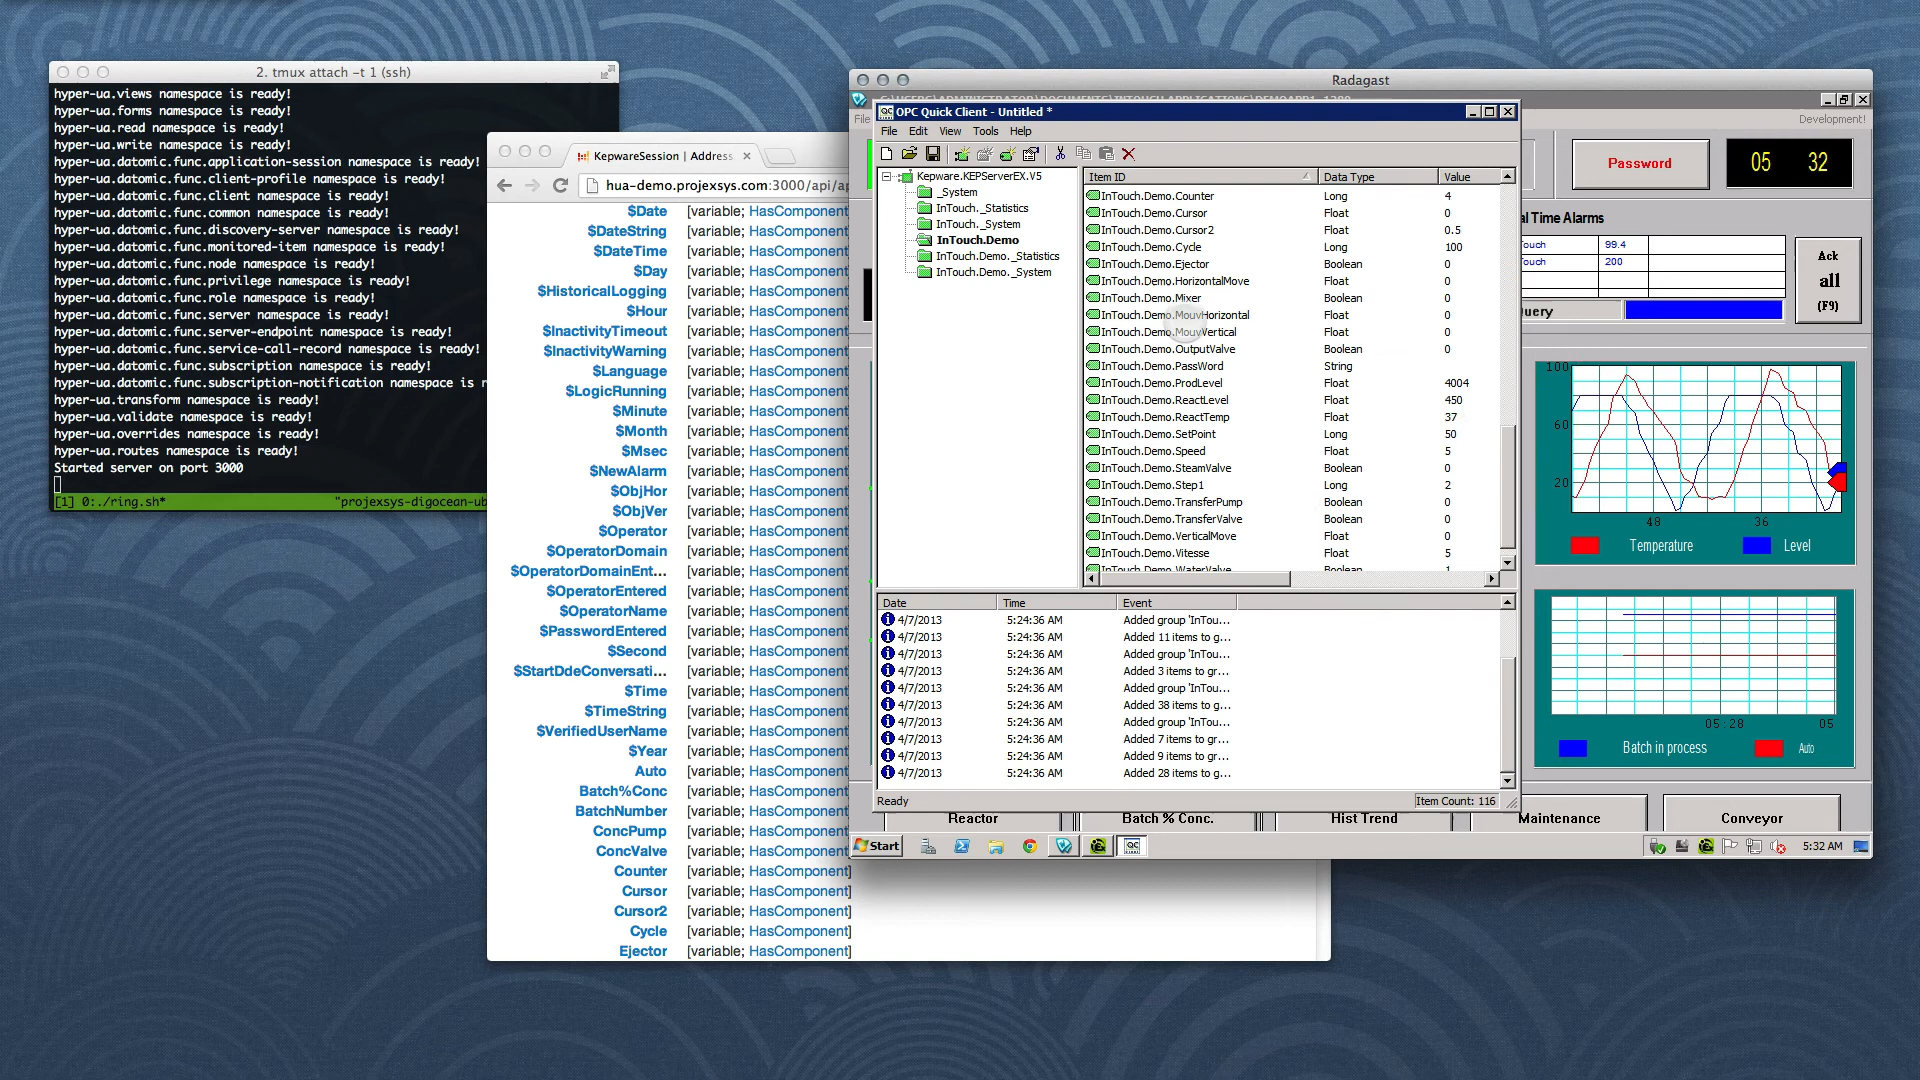 2. tmux attach -t 1 (ssh)
hyper-ua.views namespace is ready!
hyper-ua.forms namespace is ready!
hyper-ua.read namespace is ready!
hyper-ua.write namespace is ready!
hyper-ua.datomic.func.application-session namespace is ready!
hyper-ua.datomic.func.client-profile namespace is ready!
hyper-ua.datomic.func.client namespace is ready!
hyper-ua.datomic.func.common namespace is ready!
hyper-ua.datomic.func.discovery-server namespace is ready!
hyper-ua.datomic.func.monitored-item namespace is ready!
hyper-ua.datomic.func.node namespace is ready!
hyper-ua.datomic.func.privilege namespace is ready!
hyper-ua.datomic.func.role namespace is ready!
hyper-ua.datomic.func.server namespace is ready!
hyper-ua.datomic.func.server-endpoint namespace is ready!
hyper-ua.datomic.func.service-call-record namespace is ready!
hyper-ua.datomic.func.subscription namespace is ready!
hyper-ua.datomic.func.subscription-notification namespace is r
hyper-ua.transform namespace is ready!
hyper-ua.validate namespace is ready!
hyper-ua.overrides namespace is ready!
hyper-ua.routes namespace is ready!
Started server on port 3000
[1] 0:./ring.sh* "projexsys-digocean-ub
KepwareSession | Address
hua-demo.projexsys.com:3000/api/ap
$Date [variable; HasComponent]
$DateString [variable; HasComponent]
$DateTime [variable; HasComponent]
$Day [variable; HasComponent]
$HistoricalLogging [variable; HasComponent]
$Hour [variable; HasComponent]
$InactivityTimeout [variable; HasComponent]
$InactivityWarning [variable; HasComponent]
$Language [variable; HasComponent]
$LogicRunning [variable; HasComponent]
$Minute [variable; HasComponent]
$Month [variable; HasComponent]
$Msec [variable; HasComponent]
$NewAlarm [variable; HasComponent]
$ObjHor [variable; HasComponent]
$ObjVer [variable; HasComponent]
$Operator [variable; HasComponent]
$OperatorDomain [variable; HasComponent]
$OperatorDomainEnt... [variable; HasComponent]
$OperatorEntered [variable; HasComponent]
$OperatorName [variable; HasComponent]
$PasswordEntered [variable; HasComponent]
$Second [variable; HasComponent]
$StartDdeConversati... [variable; HasComponent]
$Time [variable; HasComponent]
$TimeString [variable; HasComponent]
$VerifiedUserName [variable; HasComponent]
$Year [variable; HasComponent]
Auto [variable; HasComponent]
Batch%Conc [variable; HasComponent]
BatchNumber [variable; HasComponent]
ConcPump [variable; HasComponent]
ConcValve [variable; HasComponent]
Counter [variable; HasComponent]
Cursor [variable; HasComponent]
Cursor2 [variable; HasComponent]
Cycle [variable; HasComponent]
Ejector [variable; HasComponent]
Radagast
File
Development!
OPC Quick Client - Untitled *
File Edit View Tools Help
Kepware.KEPServerEX.V5
_System
InTouch._Statistics
InTouch._System
InTouch.Demo
InTouch.Demo._Statistics
InTouch.Demo._System
Item ID Data Type Value
InTouch.Demo.Counter Long 4
InTouch.Demo.Cursor Float 0
InTouch.Demo.Cursor2 Float 0.5
InTouch.Demo.Cycle Long 100
InTouch.Demo.Ejector Boolean 0
InTouch.Demo.HorizontalMove Float 0
InTouch.Demo.Mixer Boolean 0
InTouch.Demo.MouvHorizontal Float 0
InTouch.Demo.MouvVertical Float 0
InTouch.Demo.OutputValve Boolean 0
InTouch.Demo.PassWord String
InTouch.Demo.ProdLevel Float 4004
InTouch.Demo.ReactLevel Float 450
InTouch.Demo.ReactTemp Float 37
InTouch.Demo.SetPoint Long 50
InTouch.Demo.Speed Float 5
InTouch.Demo.SteamValve Boolean 0
InTouch.Demo.Step1 Long 2
InTouch.Demo.TransferPump Boolean 0
InTouch.Demo.TransferValve Boolean 0
InTouch.Demo.VerticalMove Float 0
InTouch.Demo.Vitesse Float 5
InTouch.Demo.WaterValve Boolean 1
Date Time Event
4/7/2013 5:24:36 AM Added group 'InTou...
4/7/2013 5:24:36 AM Added 11 items to g...
4/7/2013 5:24:36 AM Added group 'InTou...
4/7/2013 5:24:36 AM Added 3 items to gr...
4/7/2013 5:24:36 AM Added group 'InTou...
4/7/2013 5:24:36 AM Added 38 items to g...
4/7/2013 5:24:36 AM Added group 'InTou...
4/7/2013 5:24:36 AM Added 7 items to gr...
4/7/2013 5:24:36 AM Added 9 items to gr...
4/7/2013 5:24:36 AM Added 28 items to g...
Ready Item Count: 116
Password
05 32
al Time Alarms
Touch 99.4
Touch 200
Query
Ack
all
(F9)
100
60
20
48 36
Temperature Level
05:28 05
Batch in process Auto
Reactor Batch % Conc. Hist Trend Maintenance Conveyor
Start 5:32 AM